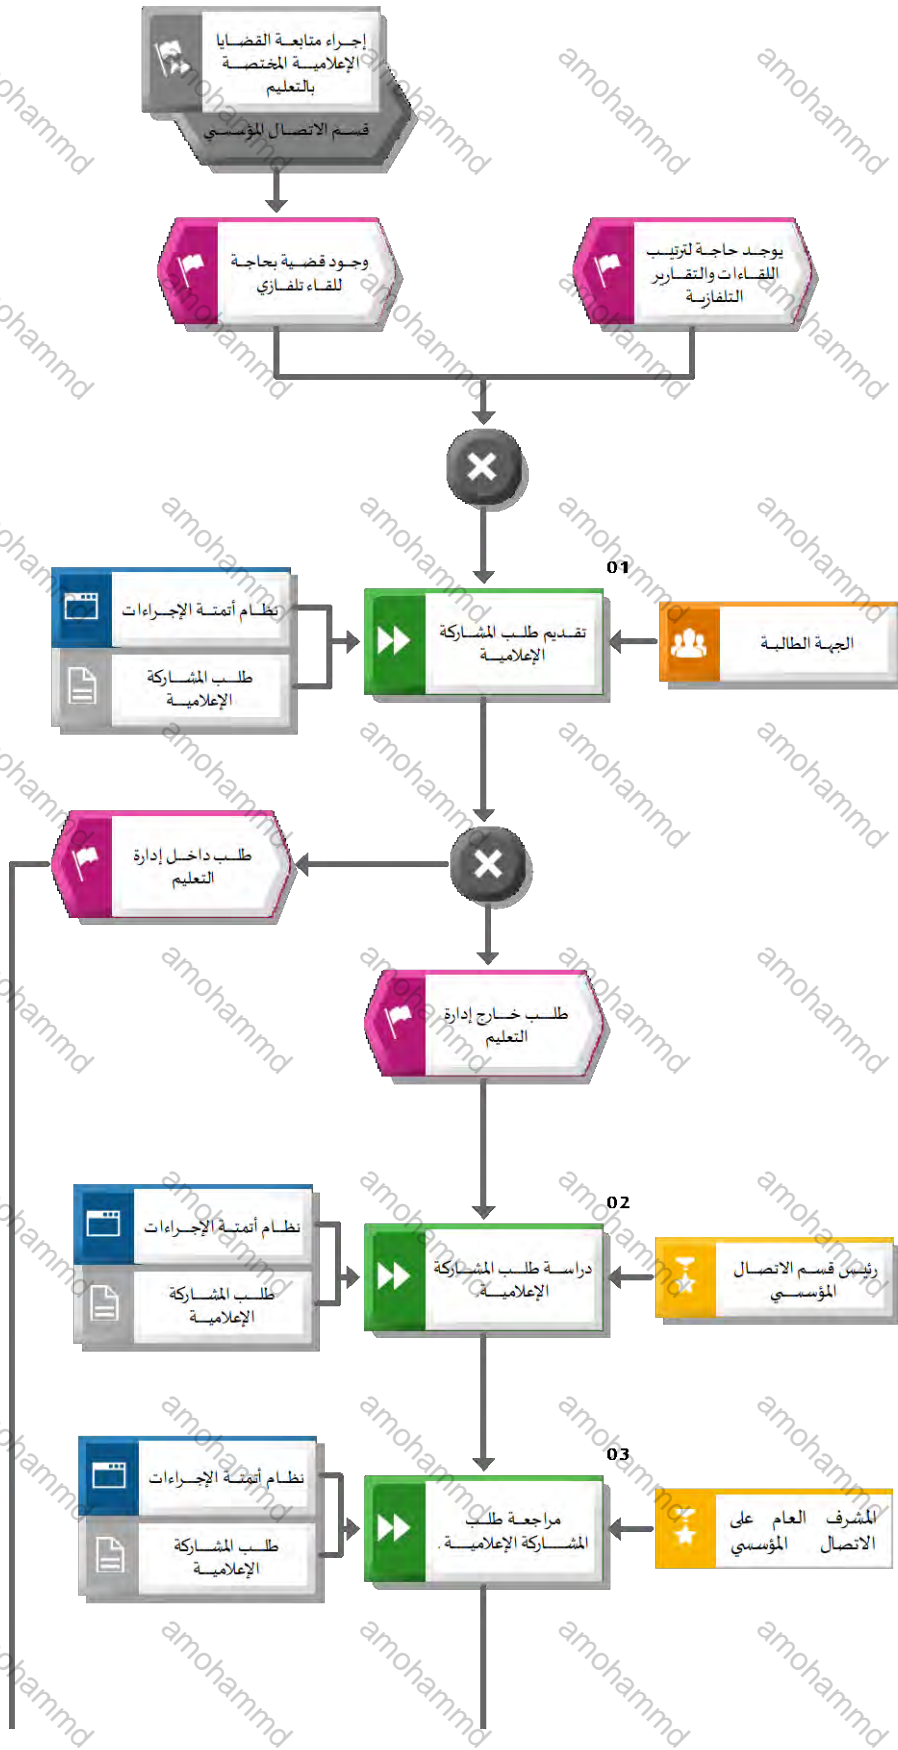 إجراء متابعة القضايا
الإعلامية المختصة
بالتعليم
قسم الاتصال المؤسسي
يوجد حاجة لترتيب
اللقاءات والتقارير
التلفازية
وجود قضية بحاجة
للقاء تلفازي
01
الجهة الطالبة
تقديم طلب المشاركة
الإعلامية
نظام أتمتة الإجراءات
طلب المشاركة
الإعلامية
طلب داخل إدارة
التعليم
طلب خارج إدارة
التعليم
02
رئيس قسم الاتصال
المؤسسي
دراسة طلب المشاركة
الإعلامية
نظام أتمتة الإجراءات
طلب المشاركة
الإعلامية
03
المشرف العام على
الاتصال المؤسسي
مراجعة طلب
المشاركة الإعلامية .
نظام أتمتة الإجراءات
طلب المشاركة
الإعلامية
amohammd